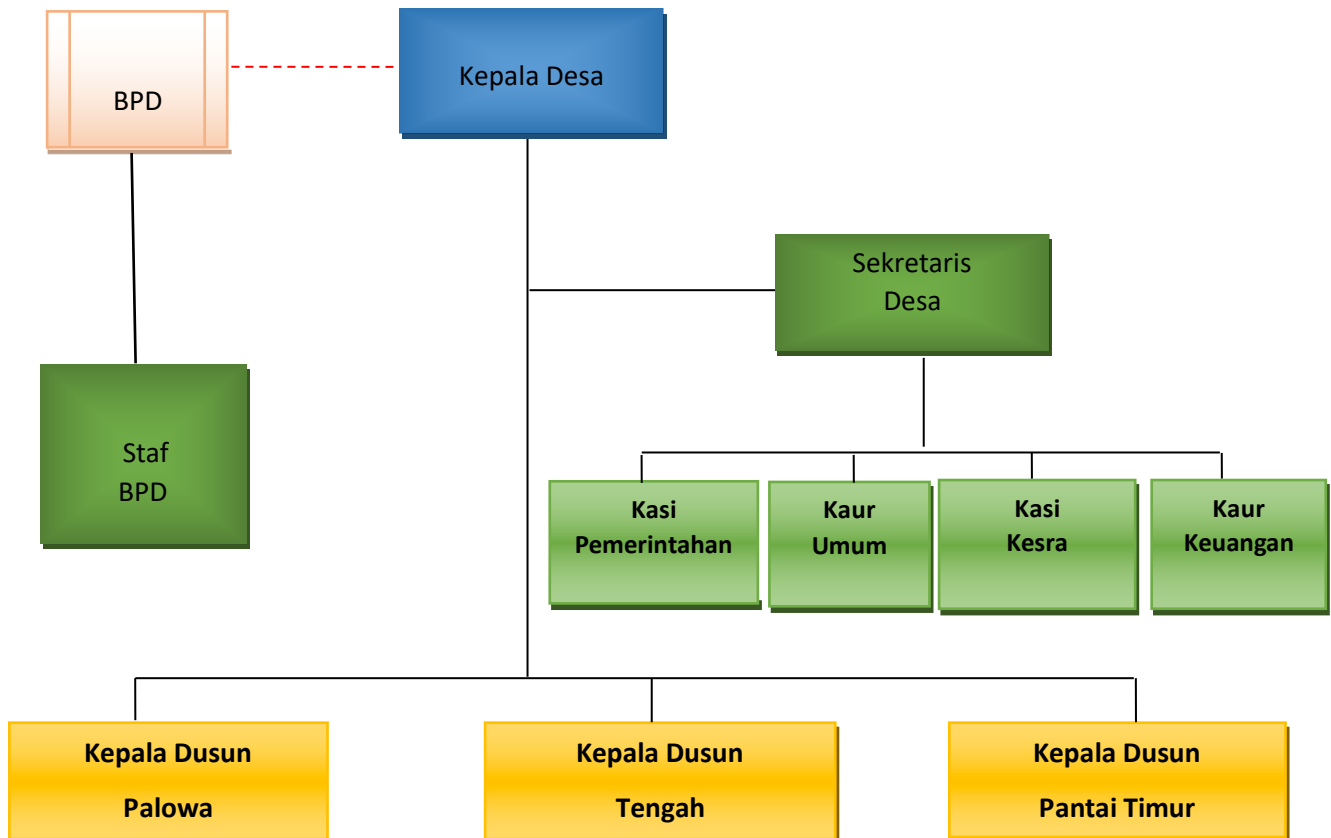 BPD
Kepala Desa
Sekretaris
Desa
Staf
BPD
Kasi
Pemerintahan
Kaur
Umum
Kasi
Kesra
Kaur
Keuangan
Kepala Dusun
Palowa
Kepala Dusun
Tengah
Kepala Dusun
Pantai Timur